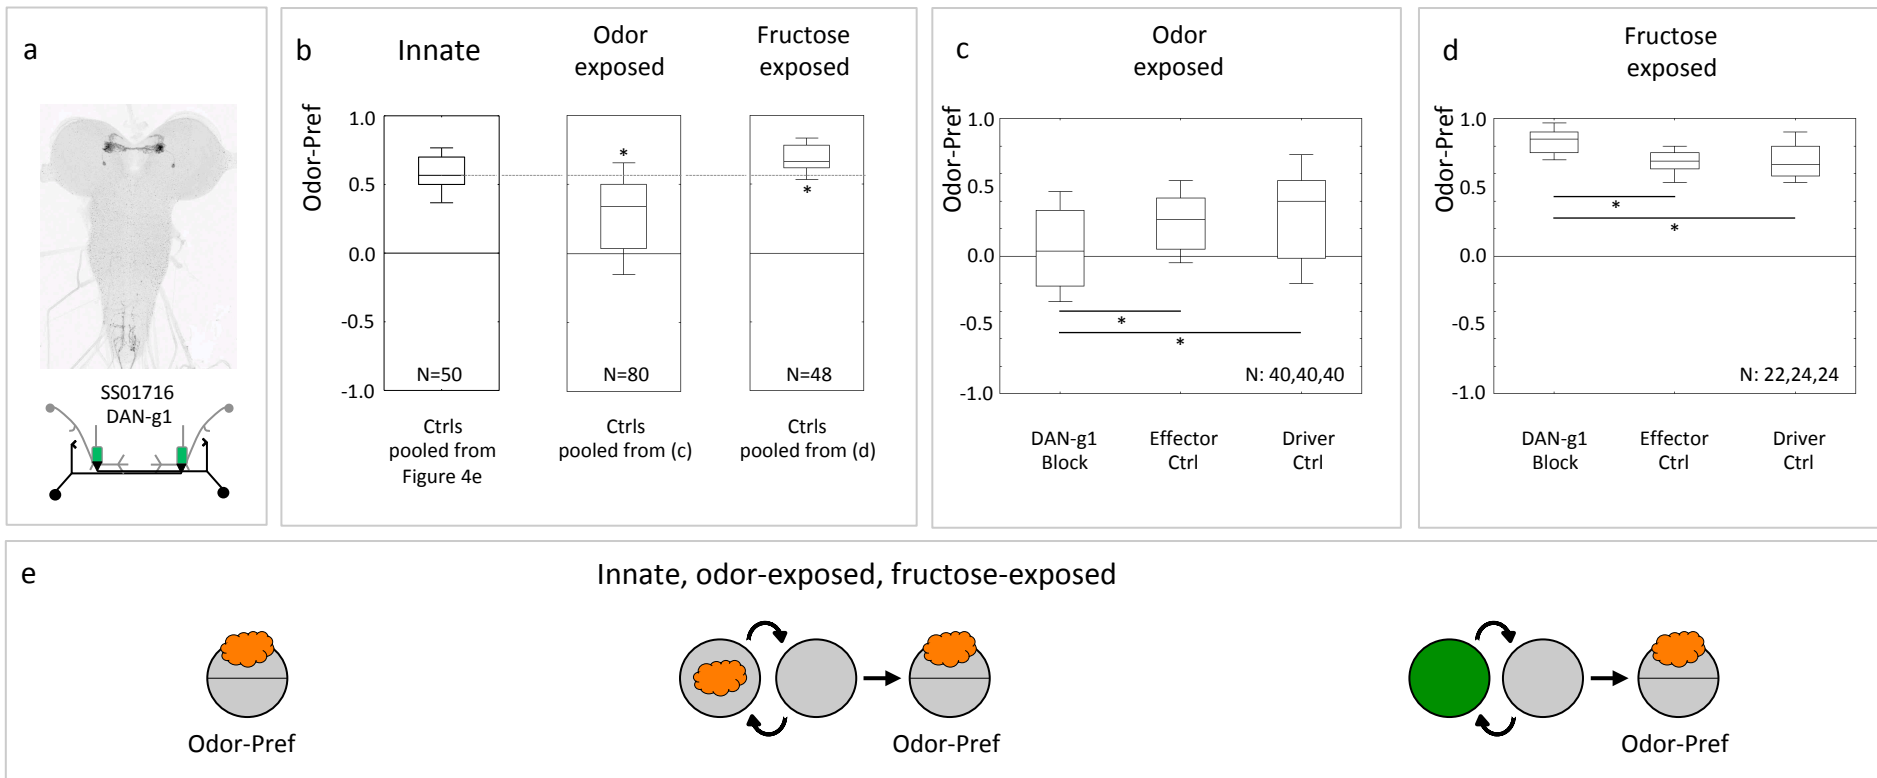 a
SS01716
DAN-g1
b
Innate
Odor
exposed
Fructose
exposed
Odor-Pref
1.0
0.5
0.0
-0.5
-1.0
*
*
N=50
N=80
N=48
Ctrls
pooled from
Figure 4e
Ctrls
pooled from (c)
Ctrls
pooled from (d)
c
Odor
exposed
Odor-Pref
1.0
0.5
0.0
-0.5
-1.0
*
*
N: 40,40,40
DAN-g1
Block
Effector
Ctrl
Driver
Ctrl
d
Fructose
exposed
Odor-Pref
1.0
0.5
0.0
-0.5
-1.0
*
*
N: 22,24,24
DAN-g1
Block
Effector
Ctrl
Driver
Ctrl
e
Innate, odor-exposed, fructose-exposed
Odor-Pref
Odor-Pref
Odor-Pref